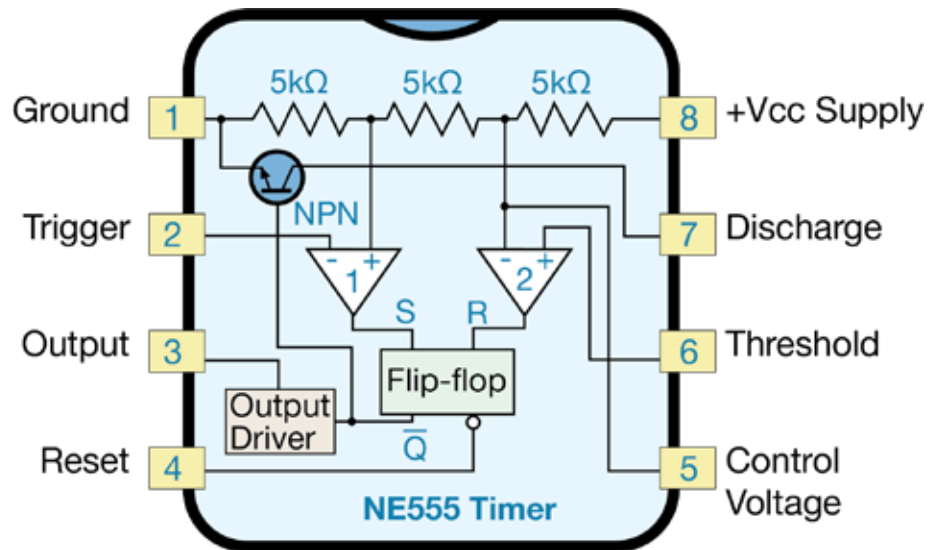 5kΩ 5kΩ 5kΩ
Ground 1 8 +Vcc Supply
NPN
Trigger 2 7 Discharge
- + - +
1 2
S R
Output 3 6 Threshold
Flip-flop
Output
Driver
Q̅
Reset 4 5 Control
Voltage
NE555 Timer